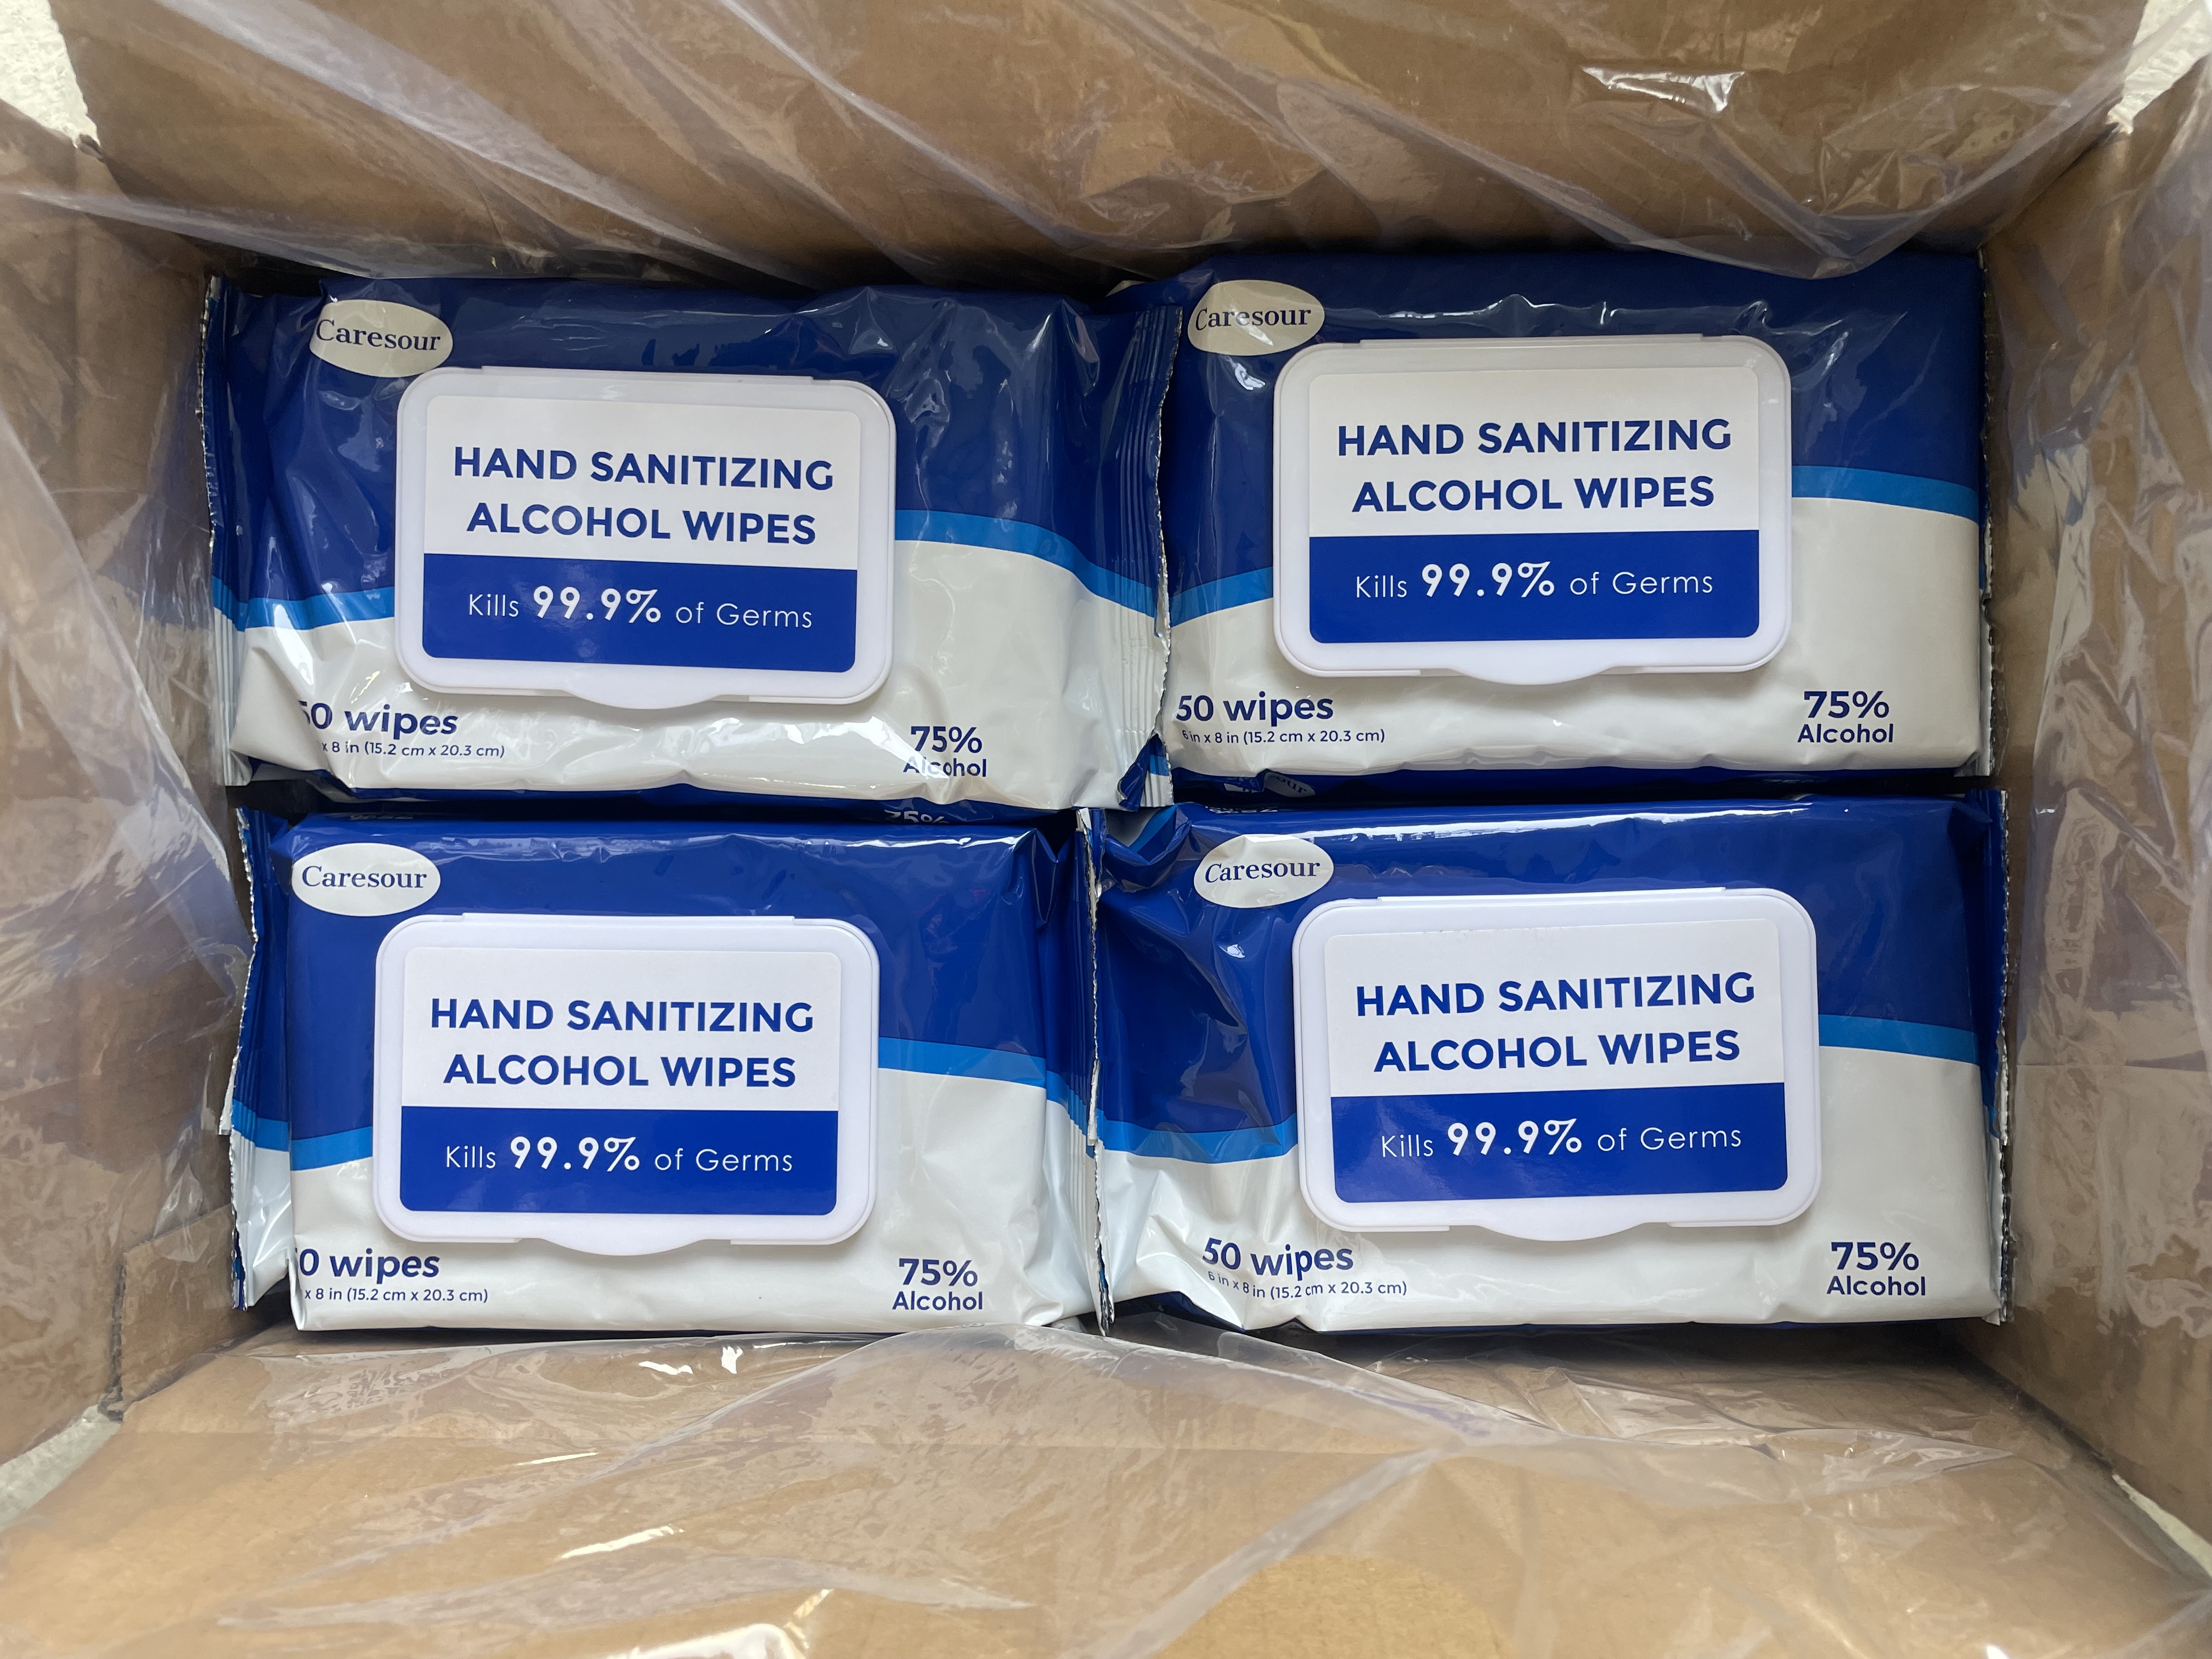 Caresour
HAND SANITIZING
ALCOHOL WIPES
Kills 99.9% of Germs
50 wipes
x 8 in (15.2 cm x 20.3 cm)
75%
Alcohol
Caresour
HAND SANITIZING
ALCOHOL WIPES
Kills 99.9% of Germs
50 wipes
6 in x 8 in (15.2 cm x 20.3 cm)
75%
Alcohol
75%
Caresour
HAND SANITIZING
ALCOHOL WIPES
Kills 99.9% of Germs
0 wipes
x 8 in (15.2 cm x 20.3 cm)
75%
Alcohol
Caresour
HAND SANITIZING
ALCOHOL WIPES
Kills 99.9% of Germs
50 wipes
6 in x 8 in (15.2 cm x 20.3 cm)
75%
Alcohol